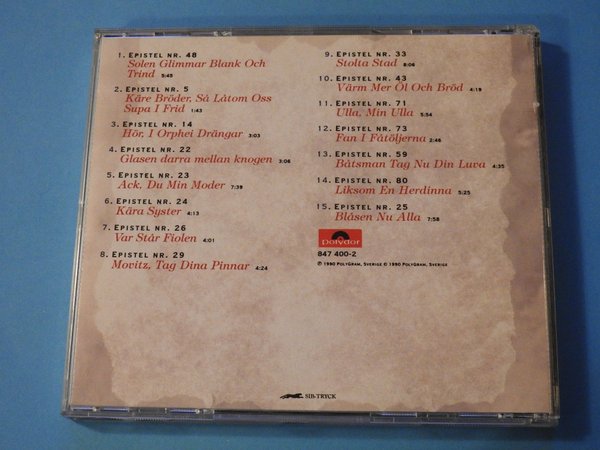 1. EPISTEL NR. 48
Solen Glimmar Blank Och
Trind 5:45
2. EPISTEL NR. 5
Käre Bröder, Så Låtom Oss
Supa I Frid 1:43
3. EPISTEL NR. 14
Hör, I Orphei Drängar 3:03
4. EPISTEL NR. 22
Glasen darra mellan knogen 3:06
5. EPISTEL NR. 23
Ack, Du Min Moder 7:39
6. EPISTEL NR. 24
Kära Syster 4:13
7. EPISTEL NR. 26
Var Står Fiolen 4:01
8. EPISTEL NR. 29
Movitz, Tag Dina Pinnar 4:24
9. EPISTEL NR. 33
Stolta Stad 8:06
10. EPISTEL NR. 43
Värm Mer Öl Och Bröd 4:19
11. EPISTEL NR. 71
Ulla, Min Ulla 5:54
12. EPISTEL NR. 73
Fan I Fåtöljerna 2:46
13. EPISTEL NR. 59
Båtsman Tag Nu Din Luva 4:35
14. EPISTEL NR. 80
Liksom En Herdinna 5:25
15. EPISTEL NR. 25
Blåsen Nu Alla 7:58
Polydor
847 400-2
℗ 1990 POLYGRAM, SVERIGE © 1990 POLYGRAM, SVERIGE
SIB-TRYCK